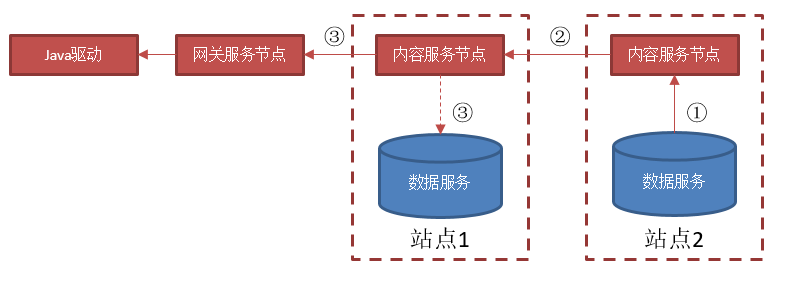 ③
②
Java驱动
网关服务节点
内容服务节点
内容服务节点
③
①
数据服务
数据服务
站点1
站点2